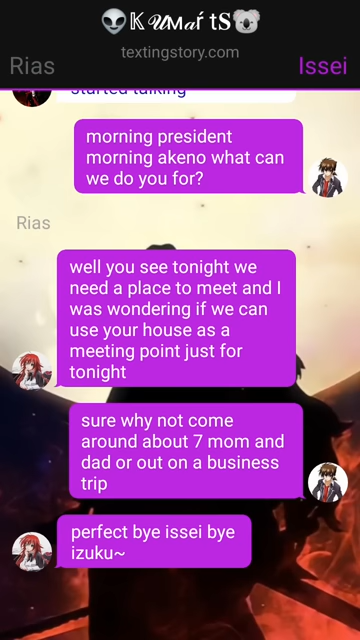 👽𝕂 𝓤ᴍᴀŕ tS🐨
textingstory.com
Rias
Issei
started talking
morning president
morning akeno what can
we do you for?
Rias
well you see tonight we
need a place to meet and I
was wondering if we can
use your house as a
meeting point just for
tonight
sure why not come
around about 7 mom and
dad or out on a business
trip
perfect bye issei bye
izuku~